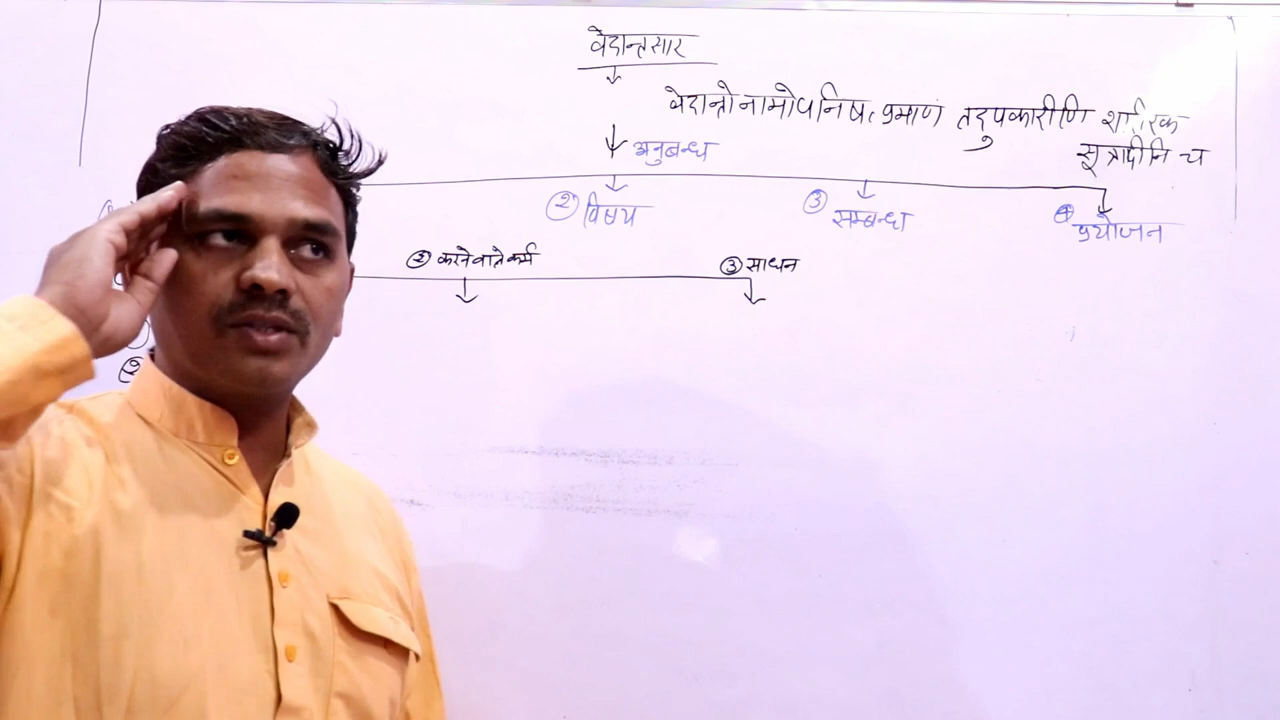 वेदान्तसार
वेदान्तोनामोपनिषत्प्रमाणं तदुपकारीणि शारीरक
सूत्रादीनि च
अनुबन्ध
② विषय ③ सम्बन्ध ④ प्रयोजन
② करनेवाले कर्म ③ साधन